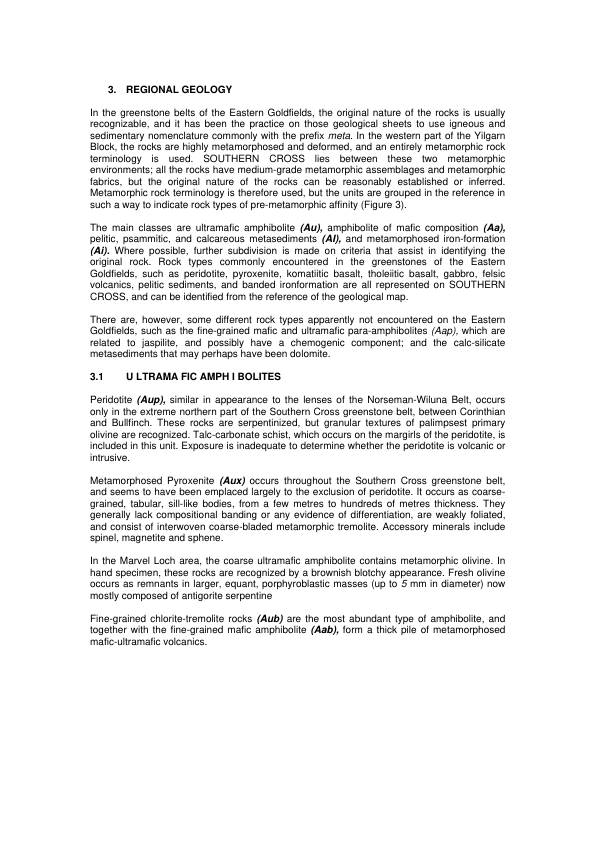 3. REGIONAL GEOLOGY
In the greenstone belts of the Eastern Goldfields, the original nature of the rocks is usually
recognizable, and it has been the practice on those geological sheets to use igneous and
sedimentary nomenclature commonly with the prefix meta. In the western part of the Yilgarn
Block, the rocks are highly metamorphosed and deformed, and an entirely metamorphic rock
terminology is used. SOUTHERN CROSS lies between these two metamorphic
environments; all the rocks have medium-grade metamorphic assemblages and metamorphic
fabrics, but the original nature of the rocks can be reasonably established or inferred.
Metamorphic rock terminology is therefore used, but the units are grouped in the reference in
such a way to indicate rock types of pre-metamorphic affinity (Figure 3).
The main classes are ultramafic amphibolite (Au), amphibolite of mafic composition (Aa),
pelitic, psammitic, and calcareous metasediments (Al), and metamorphosed iron-formation
(Ai). Where possible, further subdivision is made on criteria that assist in identifying the
original rock. Rock types commonly encountered in the greenstones of the Eastern
Goldfields, such as peridotite, pyroxenite, komatiitic basalt, tholeiitic basalt, gabbro, felsic
volcanics, pelitic sediments, and banded ironformation are all represented on SOUTHERN
CROSS, and can be identified from the reference of the geological map.
There are, however, some different rock types apparently not encountered on the Eastern
Goldfields, such as the fine-grained mafic and ultramafic para-amphibolites (Aap), which are
related to jaspilite, and possibly have a chemogenic component; and the calc-silicate
metasediments that may perhaps have been dolomite.
3.1 U LTRAMA FIC AMPH I BOLITES
Peridotite (Aup), similar in appearance to the lenses of the Norseman-Wiluna Belt, occurs
only in the extreme northern part of the Southern Cross greenstone belt, between Corinthian
and Bullfinch. These rocks are serpentinized, but granular textures of palimpsest primary
olivine are recognized. Talc-carbonate schist, which occurs on the margirls of the peridotite, is
included in this unit. Exposure is inadequate to determine whether the peridotite is volcanic or
intrusive.
Metamorphosed Pyroxenite (Aux) occurs throughout the Southern Cross greenstone belt,
and seems to have been emplaced largely to the exclusion of peridotite. It occurs as coarse-
grained, tabular, sill-like bodies, from a few metres to hundreds of metres thickness. They
generally lack compositional banding or any evidence of differentiation, are weakly foliated,
and consist of interwoven coarse-bladed metamorphic tremolite. Accessory minerals include
spinel, magnetite and sphene.
In the Marvel Loch area, the coarse ultramafic amphibolite contains metamorphic olivine. In
hand specimen, these rocks are recognized by a brownish blotchy appearance. Fresh olivine
occurs as remnants in larger, equant, porphyroblastic masses (up to 5 mm in diameter) now
mostly composed of antigorite serpentine
Fine-grained chlorite-tremolite rocks (Aub) are the most abundant type of amphibolite, and
together with the fine-grained mafic amphibolite (Aab), form a thick pile of metamorphosed
mafic-ultramafic volcanics.